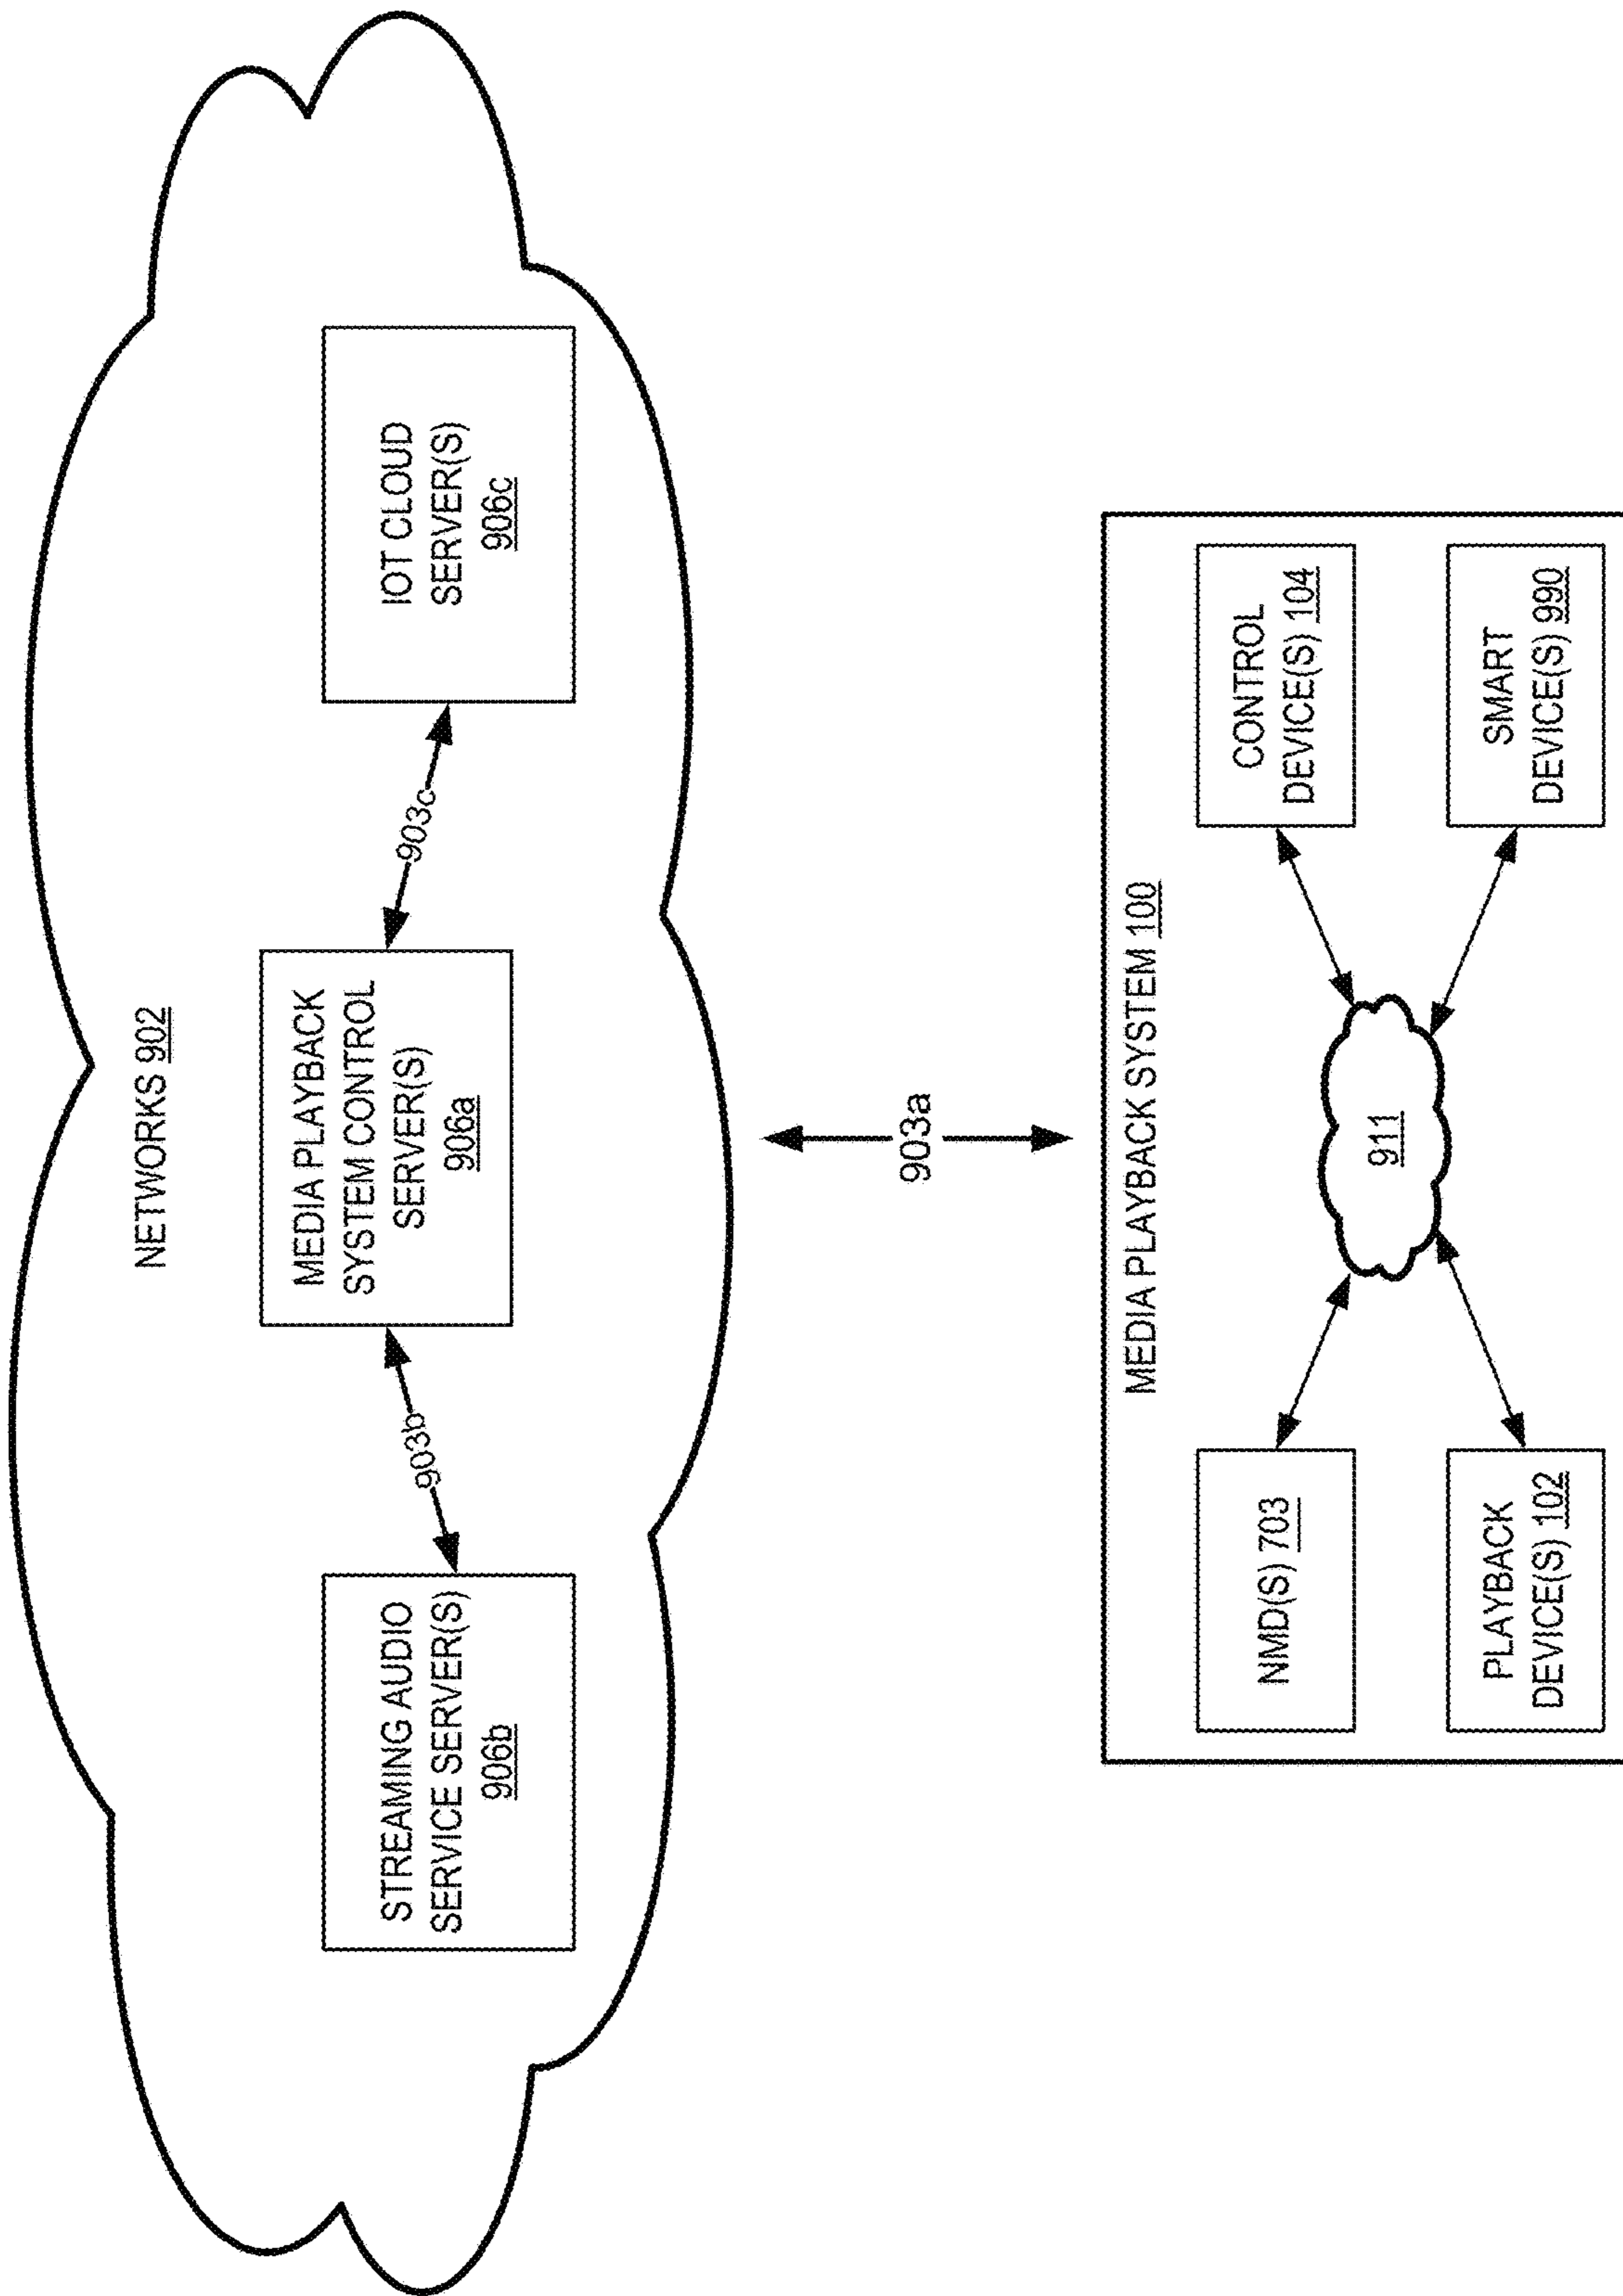 NETWORKS 902
STREAMING AUDIO
SERVICE SERVER(S)
906b
903b
MEDIA PLAYBACK
SYSTEM CONTROL
SERVER(S)
906a
903c
IOT CLOUD
SERVER(S)
906c
903a
MEDIA PLAYBACK SYSTEM 100
NMD(S) 703
CONTROL
DEVICE(S) 104
911
PLAYBACK
DEVICE(S) 102
SMART
DEVICE(S) 990